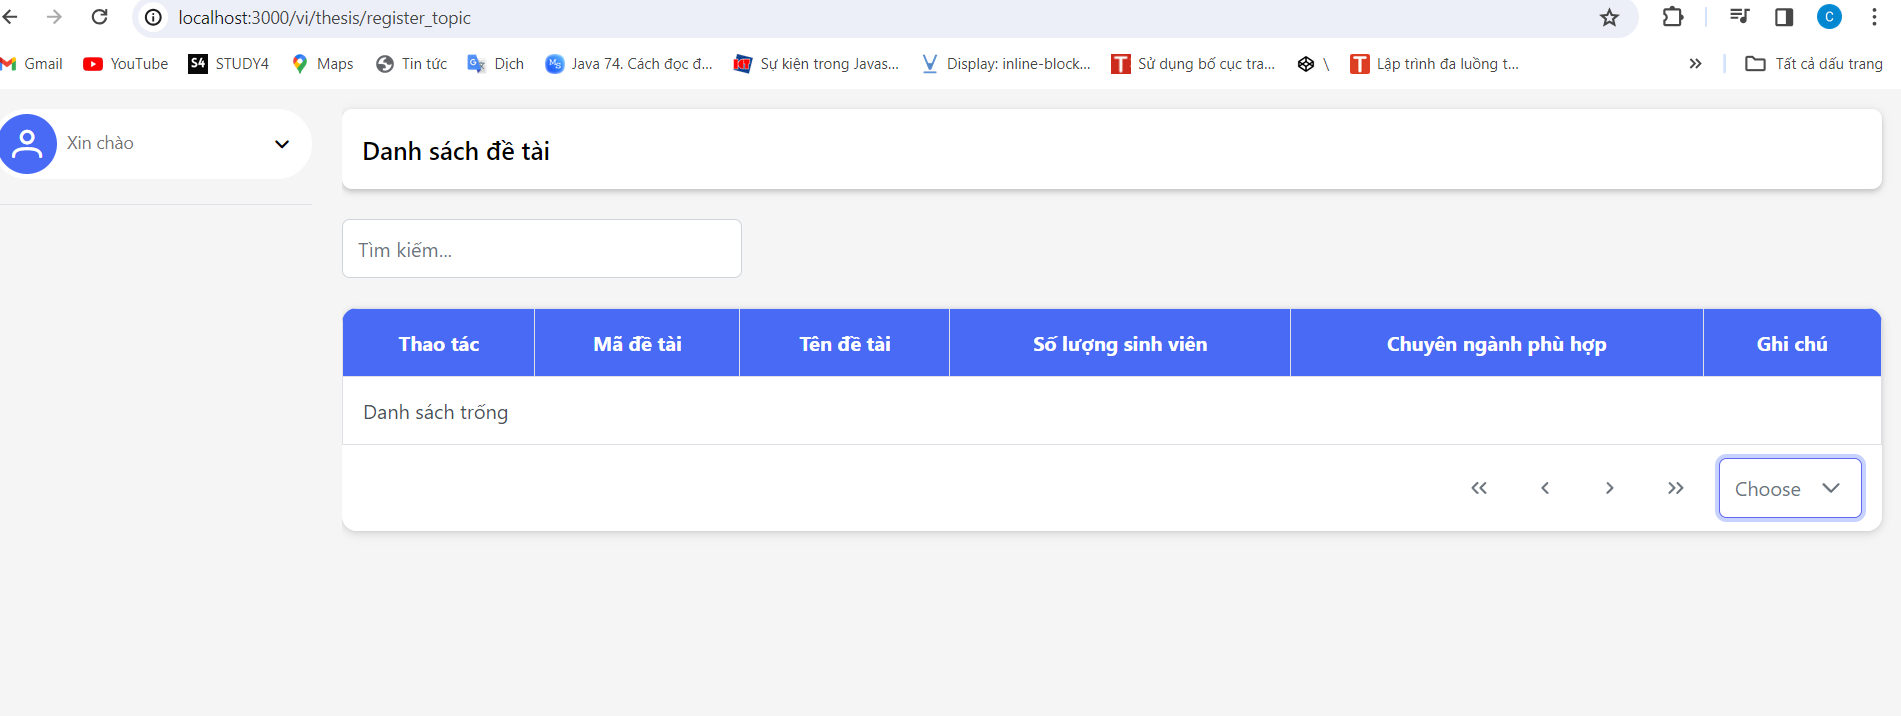 localhost:3000/vi/thesis/register_topic
C
Gmail YouTube S4 STUDY4 Maps Tin tức Dịch Java 74. Cách đọc đ... Sự kiện trong Javas... Display: inline-block... Sử dụng bố cục tra... \ Lập trình đa luồng t... » Tất cả dấu trang
Xin chào
Danh sách đề tài
Tìm kiếm...
Thao tác Mã đề tài Tên đề tài Số lượng sinh viên Chuyên ngành phù hợp Ghi chú
Danh sách trống
Choose